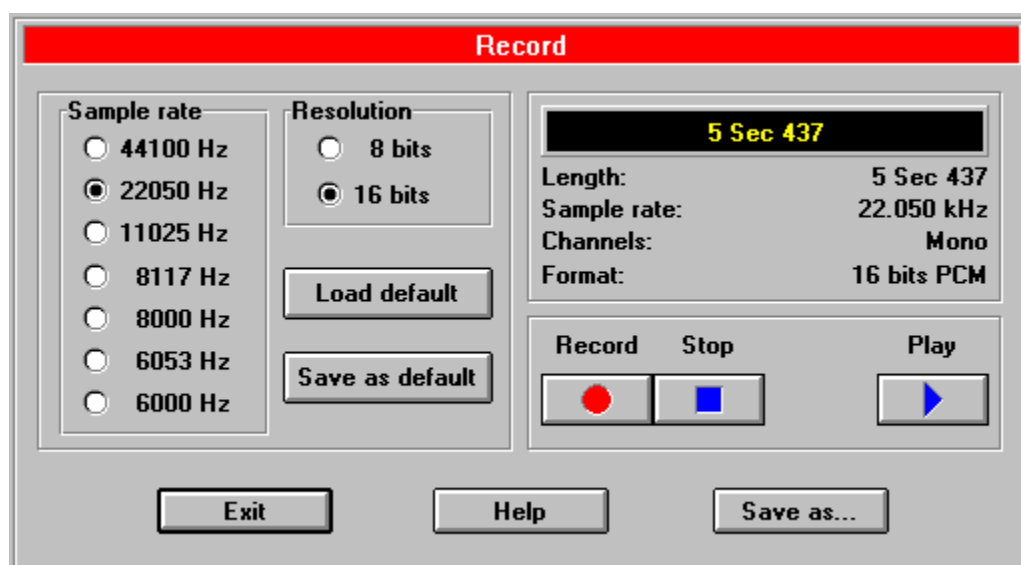 Record
Sample rate
44100 Hz
22050 Hz
11025 Hz
8117 Hz
8000 Hz
6053 Hz
6000 Hz
Resolution
8 bits
16 bits
Load default
Save as default
5 Sec 437
Length: 5 Sec 437
Sample rate: 22.050 kHz
Channels: Mono
Format: 16 bits PCM
Record Stop Play
Exit Help Save as...